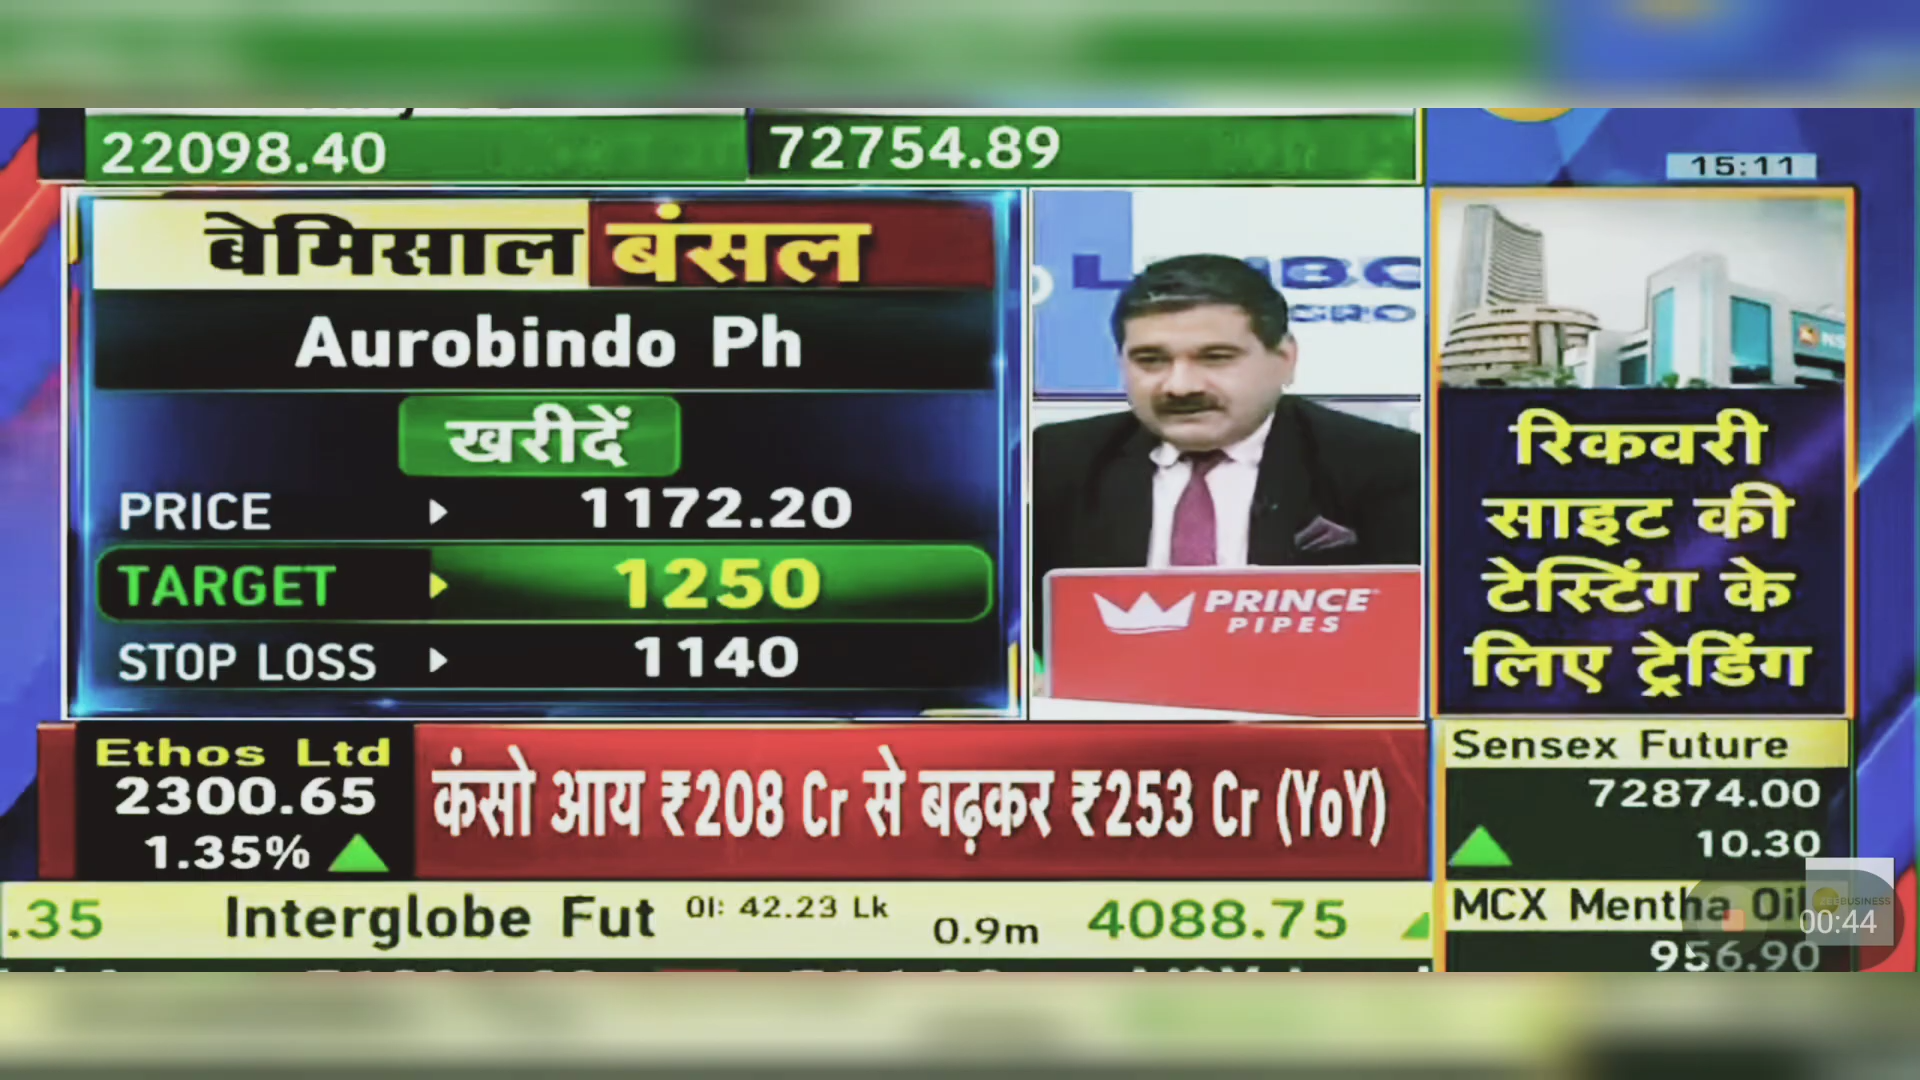 22098.40
72754.89
15:11
बेमिसाल बंसल
Aurobindo Ph
खरीदें
PRICE 1172.20
TARGET 1250
STOP LOSS 1140
PRINCE
PIPES
रिकवरी
साइट की
टेस्टिंग के
लिए ट्रेडिंग
Ethos Ltd
2300.65
1.35%
कंसो आय ₹208 Cr से बढ़कर ₹253 Cr (YoY)
Sensex Future
72874.00
10.30
MCX Mentha Oil
956.90
.35 Interglobe Fut OI: 42.23 Lk 0.9m 4088.75
ZEEBUSINESS
00:44